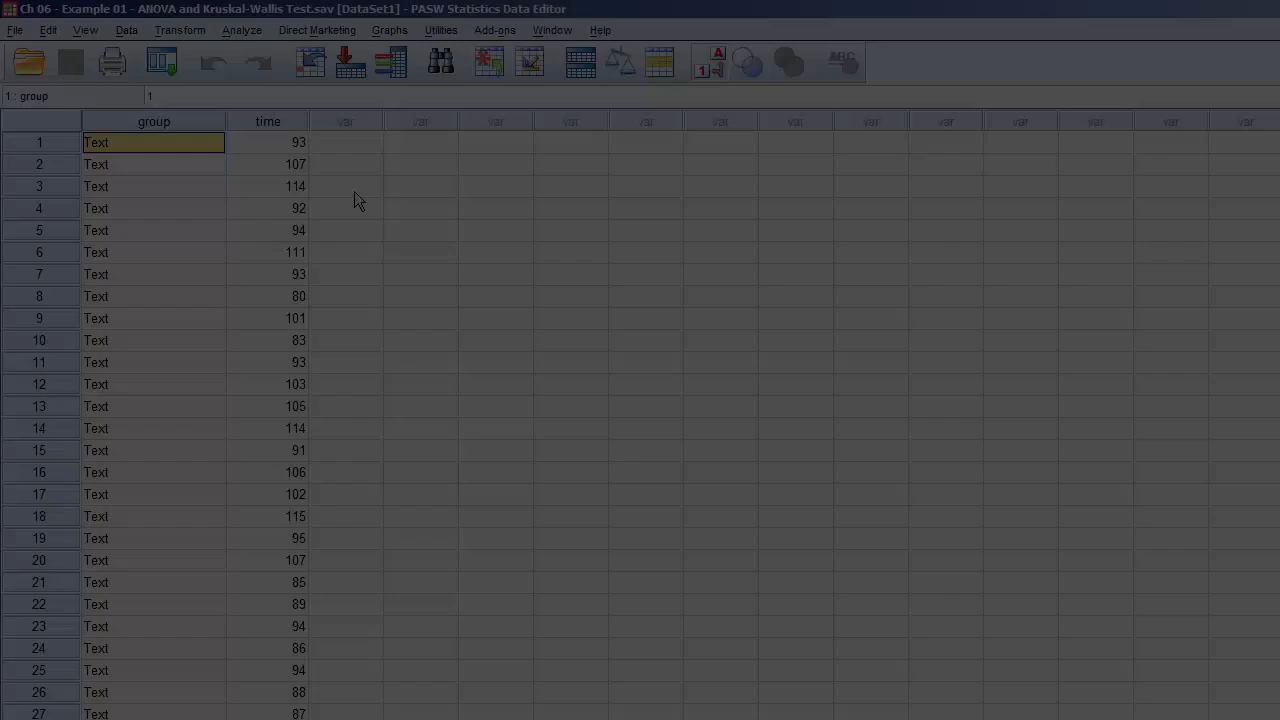 Ch 06 - Example 01 - ANOVA and Kruskal-Wallis Test.sav [DataSet1] - PASW Statistics Data Editor
File Edit View Data Transform Analyze Direct Marketing Graphs Utilities Add-ons Window Help
A 1 ABC
1 : group 1
group time var var var var var var var var var var var var var
1 Text 93
2 Text 107
3 Text 114
4 Text 92
5 Text 94
6 Text 111
7 Text 93
8 Text 80
9 Text 101
10 Text 83
11 Text 93
12 Text 103
13 Text 105
14 Text 114
15 Text 91
16 Text 106
17 Text 102
18 Text 115
19 Text 95
20 Text 107
21 Text 85
22 Text 89
23 Text 94
24 Text 86
25 Text 94
26 Text 88
27 Text 87